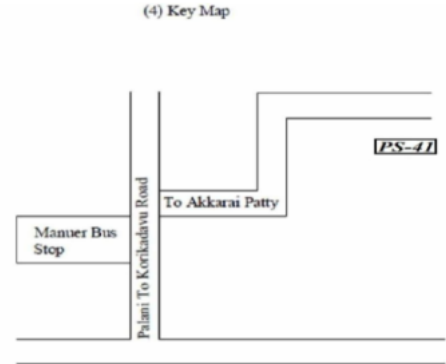 (4) Key Map
PS-41
To Akkarai Patty
Manuer Bus
Stop
Palani To Korikadavu Road